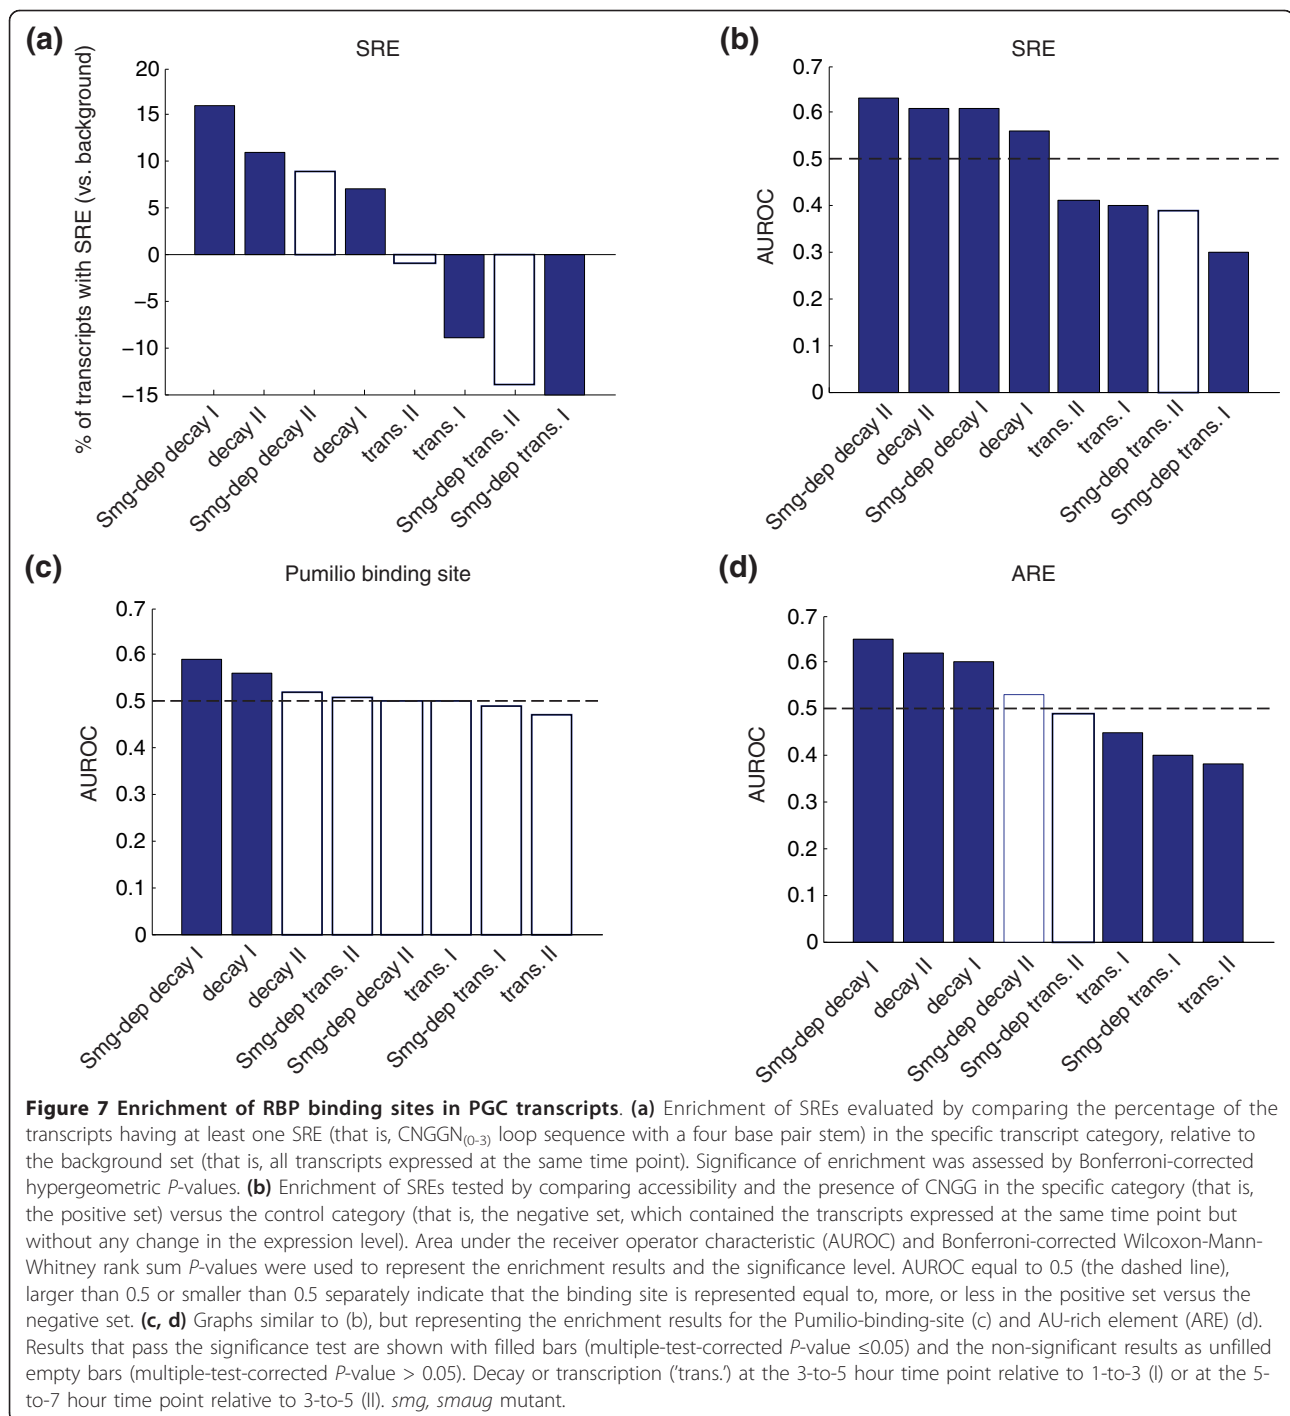 (a)
SRE
% of transcripts with SRE (vs. background)
20
15
10
5
0
−5
−10
−15
Smg-dep decay I
decay II
Smg-dep decay II
decay I
trans. II
trans. I
Smg-dep trans. II
Smg-dep trans. I
(b)
SRE
AUROC
0.7
0.6
0.5
0.4
0.3
0.2
0.1
0
Smg-dep decay II
decay II
Smg-dep decay I
decay I
trans. II
trans. I
Smg-dep trans. II
Smg-dep trans. I
(c)
Pumilio binding site
AUROC
0.7
0.6
0.5
0.4
0.3
0.2
0.1
0
Smg-dep decay I
decay I
decay II
Smg-dep trans. II
Smg-dep decay II
trans. I
Smg-dep trans. I
trans. II
(d)
ARE
AUROC
0.7
0.6
0.5
0.4
0.3
0.2
0.1
0
Smg-dep decay I
decay II
decay I
Smg-dep decay II
Smg-dep trans. II
trans. I
Smg-dep trans. I
trans. II
Figure 7 Enrichment of RBP binding sites in PGC transcripts. (a) Enrichment of SREs evaluated by comparing the percentage of the
transcripts having at least one SRE (that is, CNGGN(0-3) loop sequence with a four base pair stem) in the specific transcript category, relative to
the background set (that is, all transcripts expressed at the same time point). Significance of enrichment was assessed by Bonferroni-corrected
hypergeometric P-values. (b) Enrichment of SREs tested by comparing accessibility and the presence of CNGG in the specific category (that is,
the positive set) versus the control category (that is, the negative set, which contained the transcripts expressed at the same time point but
without any change in the expression level). Area under the receiver operator characteristic (AUROC) and Bonferroni-corrected Wilcoxon-Mann-
Whitney rank sum P-values were used to represent the enrichment results and the significance level. AUROC equal to 0.5 (the dashed line),
larger than 0.5 or smaller than 0.5 separately indicate that the binding site is represented equal to, more, or less in the positive set versus the
negative set. (c, d) Graphs similar to (b), but representing the enrichment results for the Pumilio-binding-site (c) and AU-rich element (ARE) (d).
Results that pass the significance test are shown with filled bars (multiple-test-corrected P-value ≤0.05) and the non-significant results as unfilled
empty bars (multiple-test-corrected P-value > 0.05). Decay or transcription ('trans.') at the 3-to-5 hour time point relative to 1-to-3 (I) or at the 5-
to-7 hour time point relative to 3-to-5 (II). smg, smaug mutant.